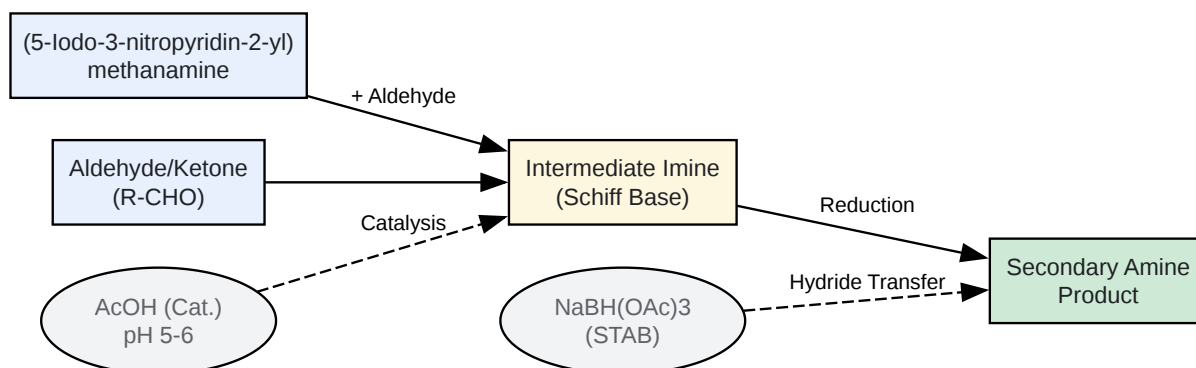 (5-Iodo-3-nitropyridin-2-yl)
methanamine
+ Aldehyde
Aldehyde/Ketone
(R-CHO)
Intermediate Imine
(Schiff Base)
Catalysis
Reduction
AcOH (Cat.)
pH 5-6
NaBH(OAc)3
(STAB)
Hydride Transfer
Secondary Amine
Product